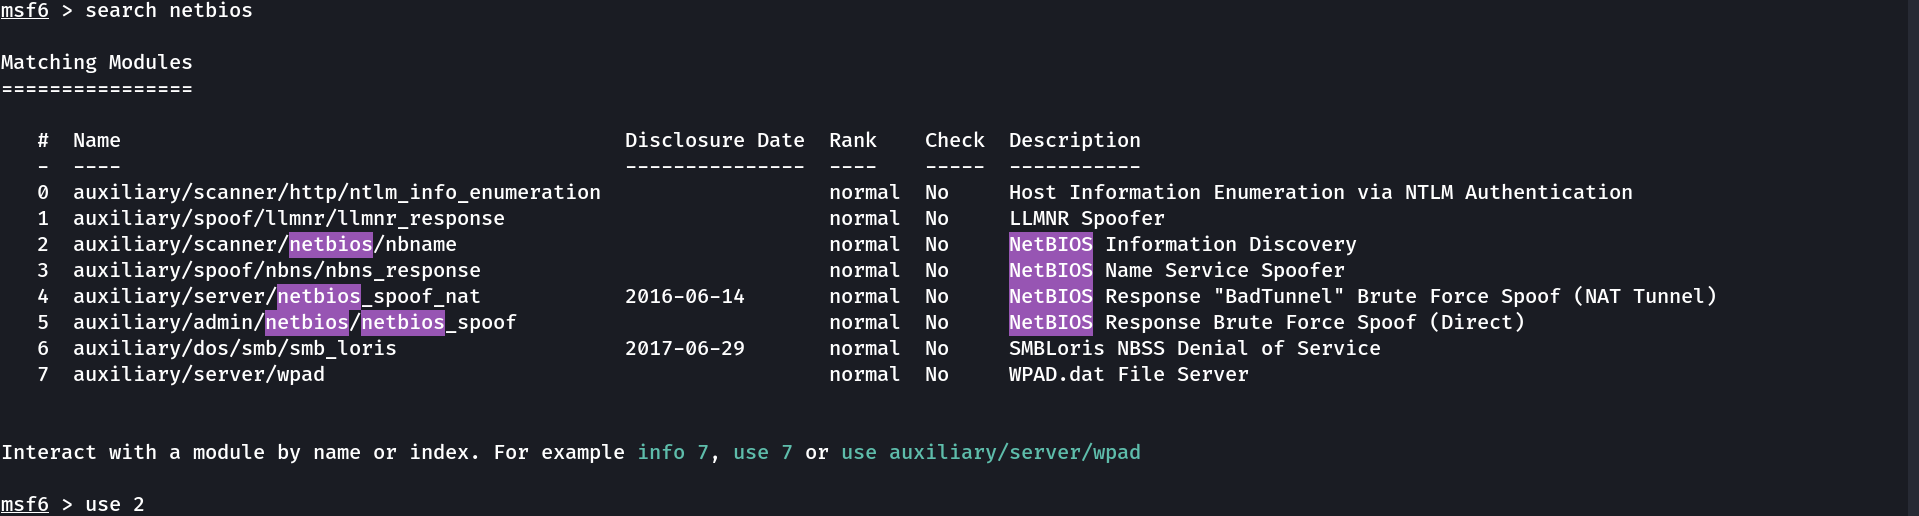 msf6 > search netbios
Matching Modules
================
#  Name                                            Disclosure Date  Rank    Check  Description
-  ----                                            ---------------  ----    -----  -----------
0  auxiliary/scanner/http/ntlm_info_enumeration                     normal  No     Host Information Enumeration via NTLM Authentication
1  auxiliary/spoof/llmnr/llmnr_response                             normal  No     LLMNR Spoofer
2  auxiliary/scanner/netbios/nbname                                 normal  No     NetBIOS Information Discovery
3  auxiliary/spoof/nbns/nbns_response                               normal  No     NetBIOS Name Service Spoofer
4  auxiliary/server/netbios_spoof_nat              2016-06-14       normal  No     NetBIOS Response "BadTunnel" Brute Force Spoof (NAT Tunnel)
5  auxiliary/admin/netbios/netbios_spoof                            normal  No     NetBIOS Response Brute Force Spoof (Direct)
6  auxiliary/dos/smb/smb_loris                     2017-06-29       normal  No     SMBLoris NBSS Denial of Service
7  auxiliary/server/wpad                                            normal  No     WPAD.dat File Server
Interact with a module by name or index. For example info 7, use 7 or use auxiliary/server/wpad
msf6 > use 2